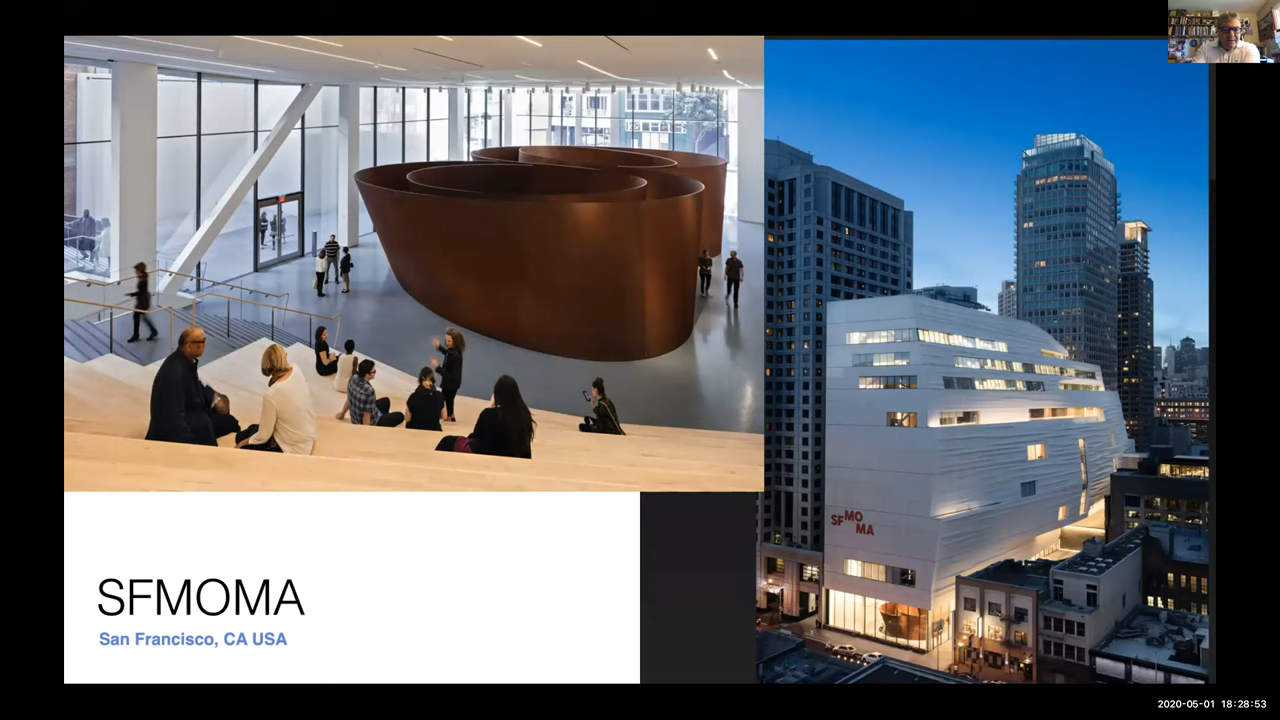 SFMOMA
San Francisco, CA USA
SFMO
MA
2020-05-01 18:28:53